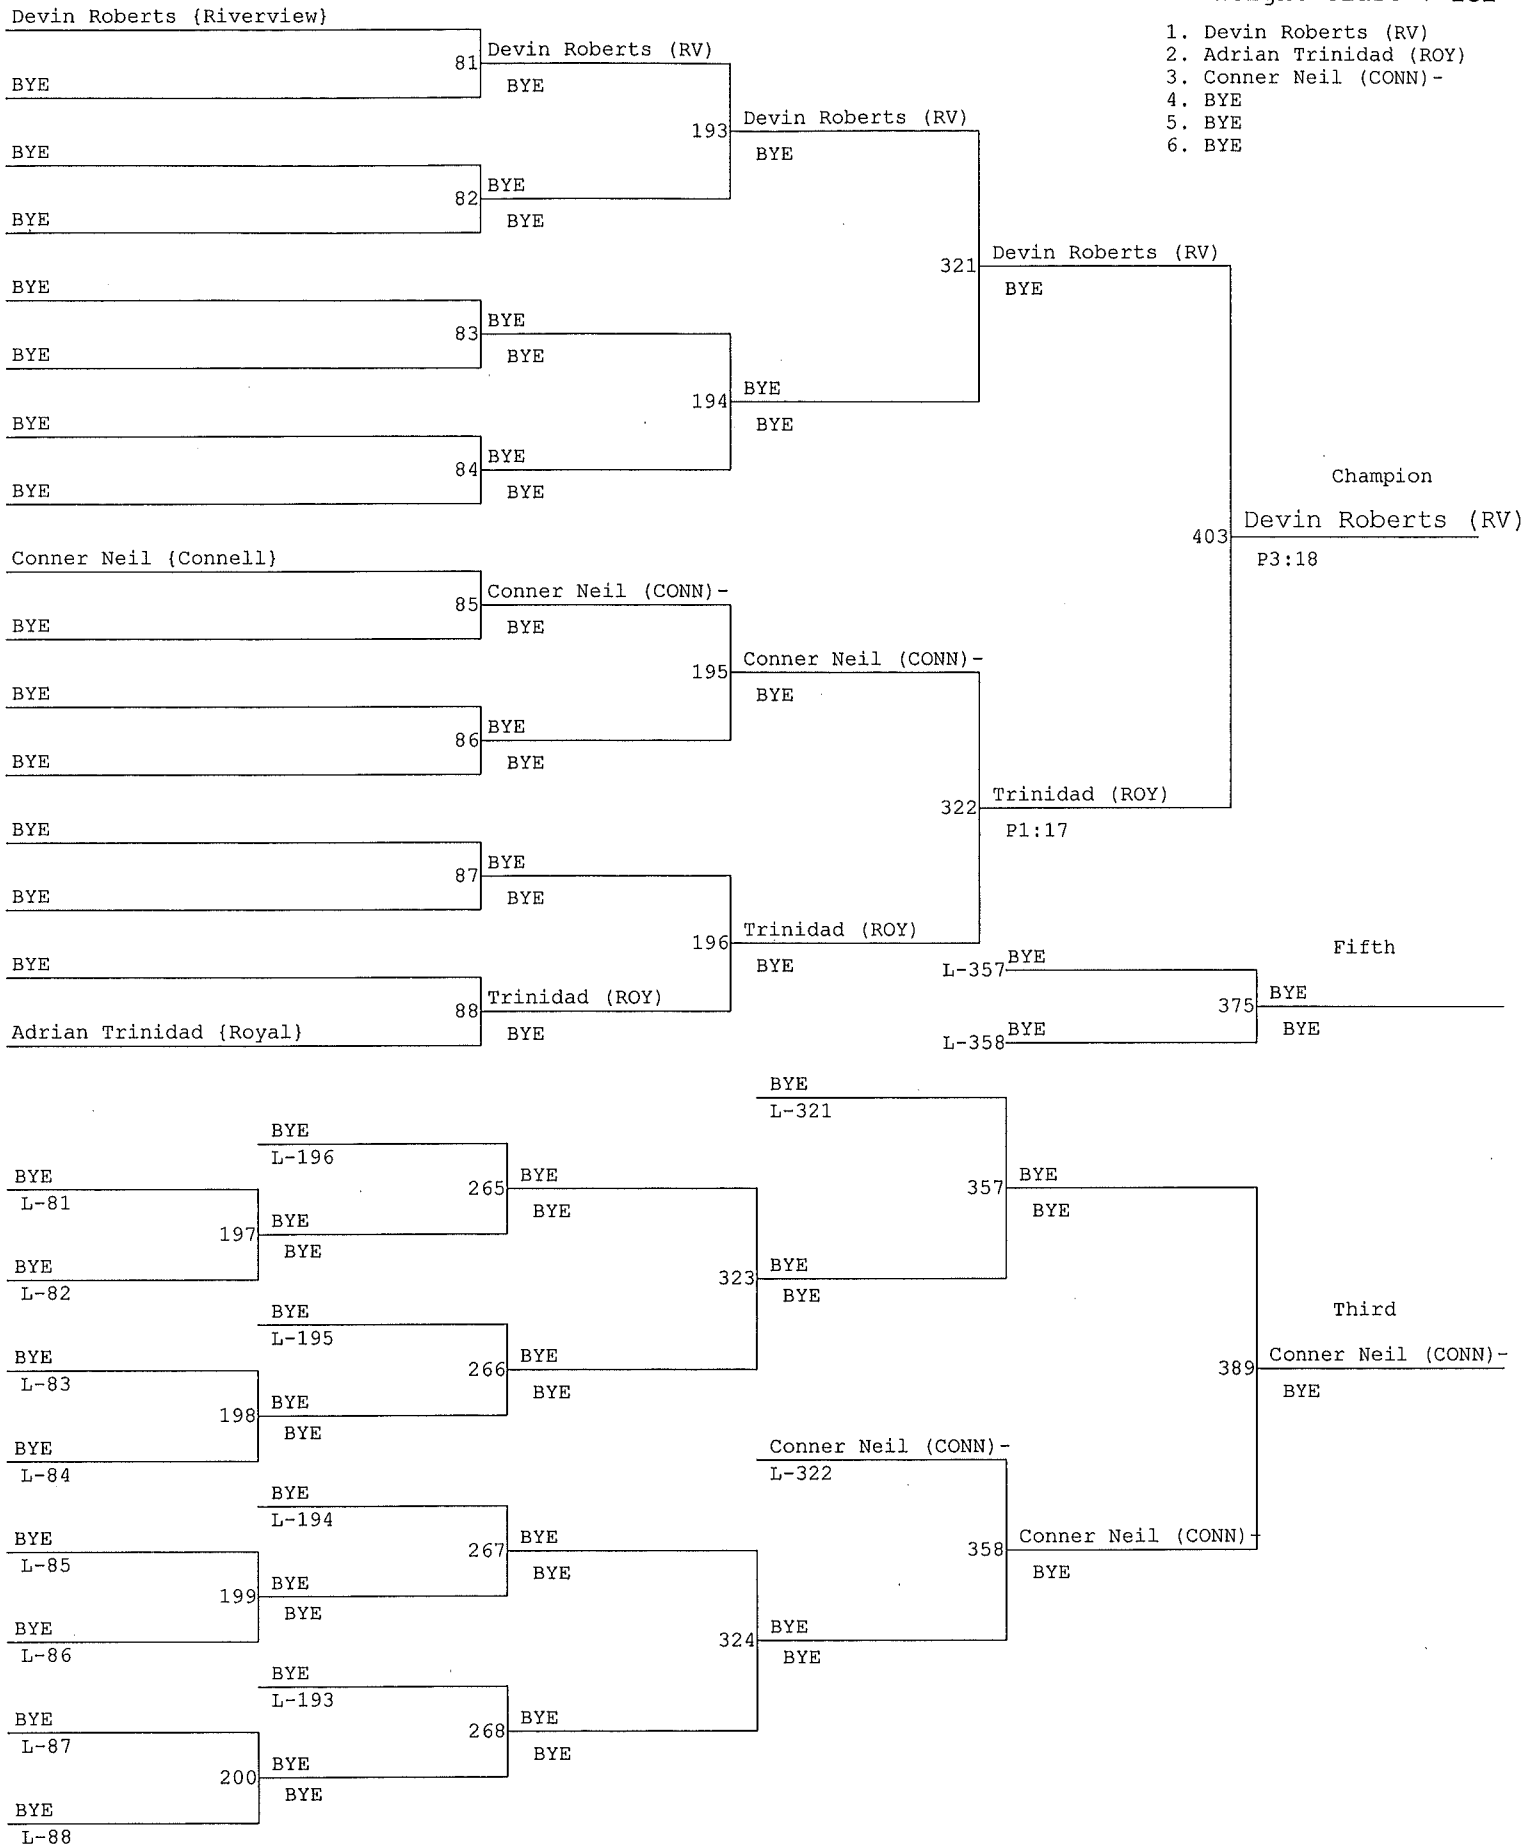 Devin Roberts {Riverview}
1. Devin Roberts (RV)
2. Adrian Trinidad (ROY)
3. Conner Neil (CONN)-
4. BYE
5. BYE
6. BYE
81 Devin Roberts (RV)
BYE
BYE
193 Devin Roberts (RV)
BYE
BYE
82 BYE
BYE
BYE
321 Devin Roberts (RV)
BYE
BYE
83 BYE
BYE
BYE
194 BYE
BYE
BYE
84 BYE
BYE
BYE
Champion
403 Devin Roberts (RV)
P3:18
Conner Neil {Connell}
85 Conner Neil (CONN)-
BYE
BYE
195 Conner Neil (CONN)-
BYE
BYE
86 BYE
BYE
BYE
322 Trinidad (ROY)
P1:17
BYE
87 BYE
BYE
BYE
196 Trinidad (ROY)
BYE
BYE
88 Trinidad (ROY)
BYE
Adrian Trinidad {Royal}
Fifth
L-357 BYE
375 BYE
BYE
L-358 BYE
BYE
L-321
BYE
L-196
BYE
L-81
265 BYE
BYE
357 BYE
BYE
197 BYE
BYE
BYE
L-82
323 BYE
BYE
BYE
L-195
Third
BYE
L-83
266 BYE
BYE
389 Conner Neil (CONN)-
BYE
198 BYE
BYE
BYE
L-84
Conner Neil (CONN)-
L-322
BYE
L-194
BYE
L-85
267 BYE
BYE
358 Conner Neil (CONN)-
BYE
199 BYE
BYE
BYE
L-86
324 BYE
BYE
BYE
L-193
BYE
L-87
268 BYE
BYE
200 BYE
BYE
BYE
L-88